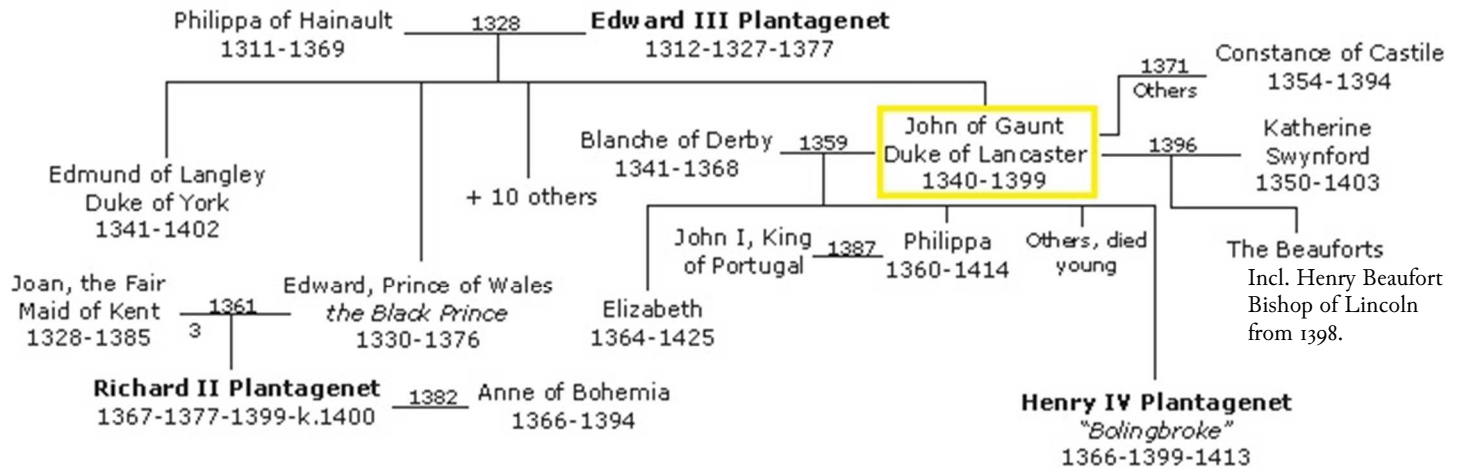 Philippa of Hainault
1311-1369
1328
Edward III Plantagenet
1312-1327-1377
Constance of Castile
1354-1394
1371
Others
Edmund of Langley
Duke of York
1341-1402
+ 10 others
Blanche of Derby
1341-1368
1359
John of Gaunt
Duke of Lancaster
1340-1399
1396
Katherine
Swynford
1350-1403
John I, King
of Portugal
1387
Philippa
1360-1414
Others, died
young
The Beauforts
Incl. Henry Beaufort
Bishop of Lincoln
from 1398.
Joan, the Fair
Maid of Kent
1328-1385
1361
3
Edward, Prince of Wales
the Black Prince
1330-1376
Elizabeth
1364-1425
Richard II Plantagenet
1367-1377-1399-k.1400
1382
Anne of Bohemia
1366-1394
Henry IV Plantagenet
"Bolingbroke"
1366-1399-1413